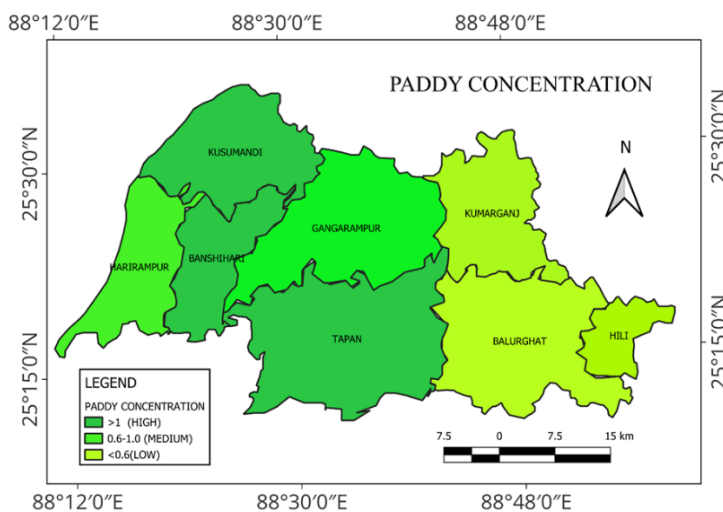 88°12′0″E 88°30′0″E 88°48′0″E
PADDY CONCENTRATION
25°30′0″N
25°30′0″N
N
KUSUMANDI
KUMARGANJ
GANGARAMPUR
HARIRAMPUR
BANSHIHARI
TAPAN
BALURGHAT
HILI
25°15′0″N
25°15′0″N
LEGEND
PADDY CONCENTRATION
>1 (HIGH)
0.6-1.0 (MEDIUM)
<0.6(LOW)
7.5 0 7.5 15 km
88°12′0″E 88°30′0″E 88°48′0″E